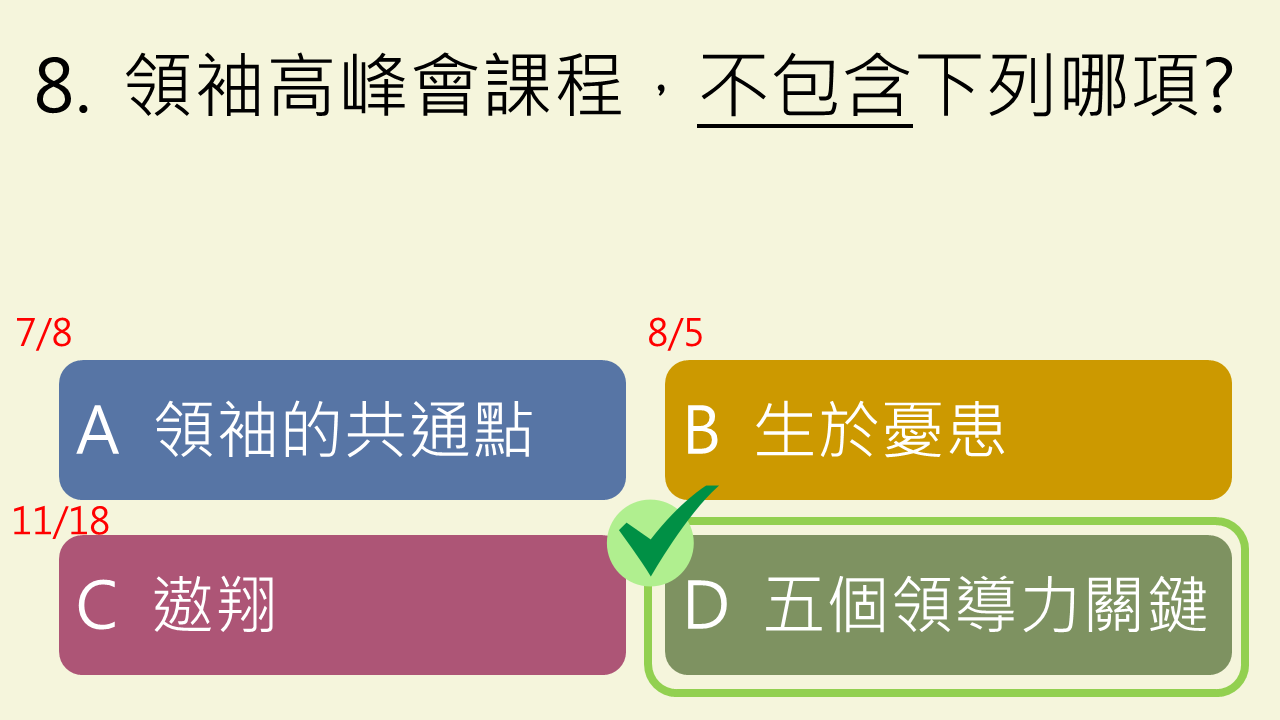 8. 領袖高峰會課程，不包含下列哪項?
7/8
8/5
A 領袖的共通點
B 生於憂患
11/18
C 遨翔
D 五個領導力關鍵